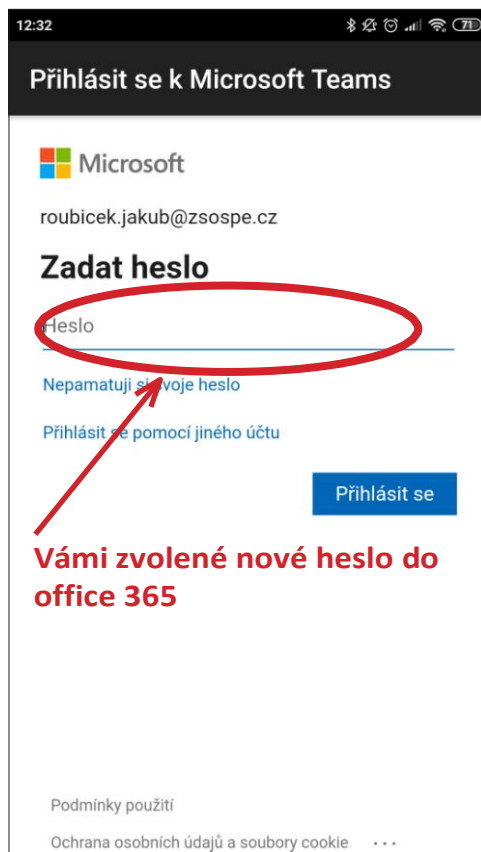 12:32
71
Přihlásit se k Microsoft Teams
Microsoft
roubicek.jakub@zsospe.cz
Zadat heslo
Heslo
Nepamatuji si svoje heslo
Přihlásit se pomocí jiného účtu
Přihlásit se
Vámi zvolené nové heslo do
office 365
Podmínky použití
Ochrana osobních údajů a soubory cookie ...